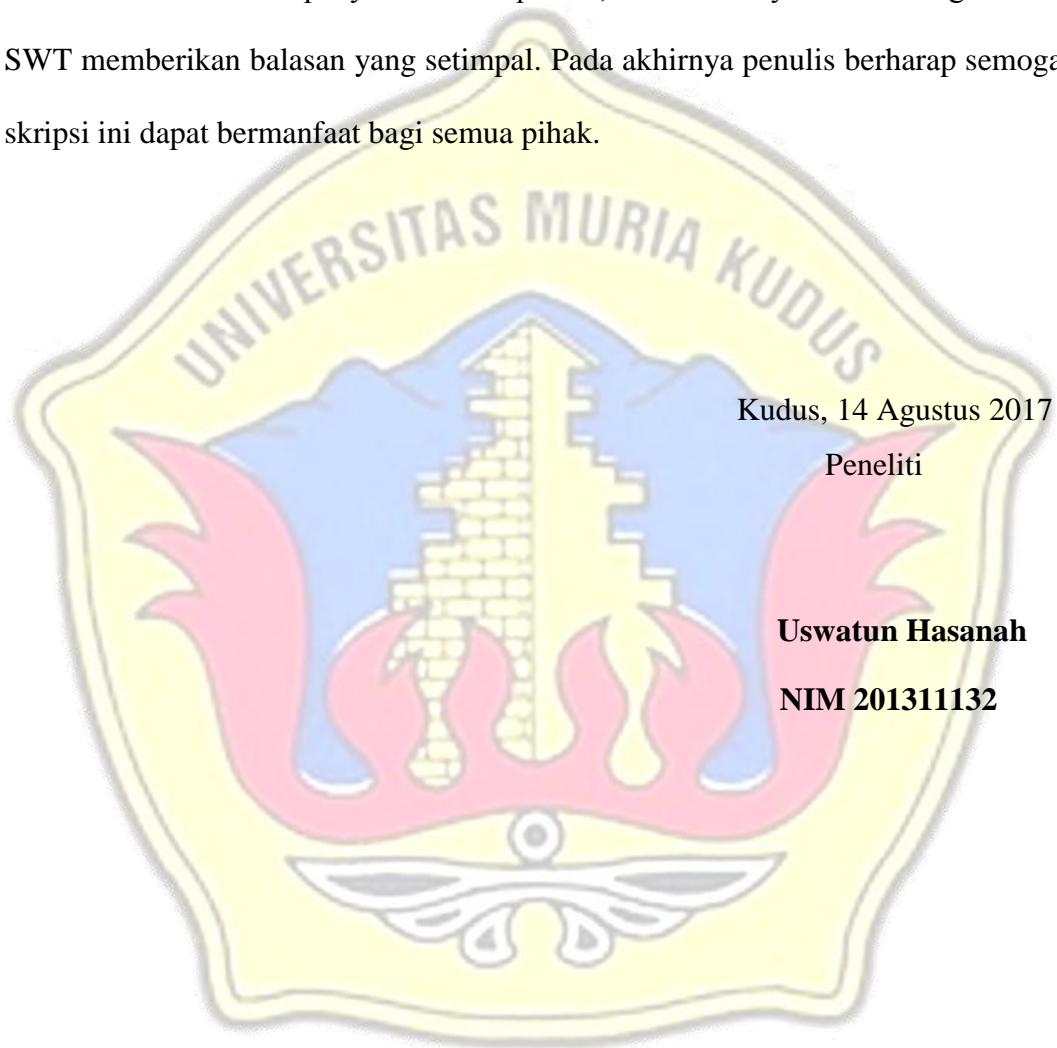 SWT memberikan balasan yang setimpal. Pada akhirnya penulis berharap semoga
skripsi ini dapat bermanfaat bagi semua pihak.
UNIVERSITAS MURIA KUDUS
Kudus, 14 Agustus 2017
Peneliti
Uswatun Hasanah
NIM 201311132